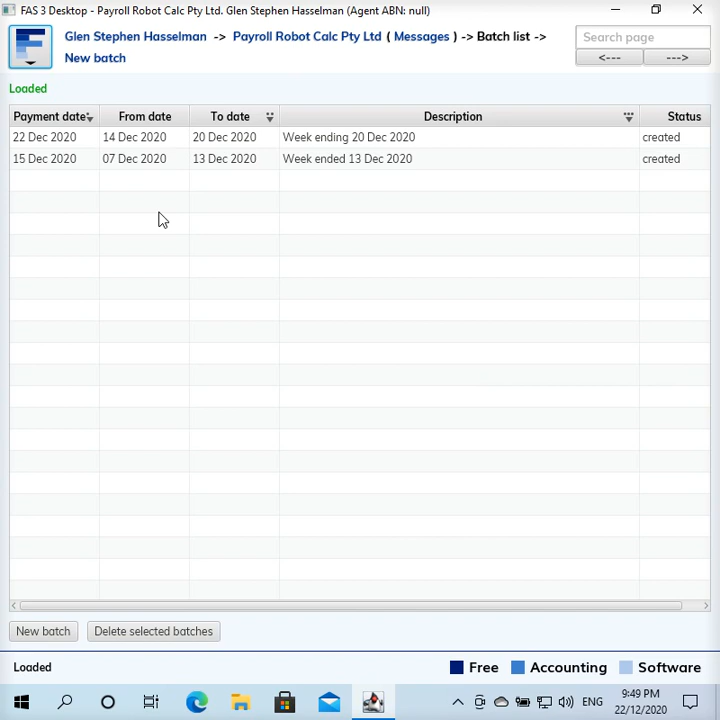 FAS 3 Desktop - Payroll Robot Calc Pty Ltd. Glen Stephen Hasselman (Agent ABN: null)
Glen Stephen Hasselman -> Payroll Robot Calc Pty Ltd ( Messages ) -> Batch list ->
New batch
Search page
<--- --->
Loaded
Payment date From date To date Description Status
22 Dec 2020 14 Dec 2020 20 Dec 2020 Week ending 20 Dec 2020 created
15 Dec 2020 07 Dec 2020 13 Dec 2020 Week ended 13 Dec 2020 created
New batch Delete selected batches
Loaded Free Accounting Software
ENG 9:49 PM
22/12/2020